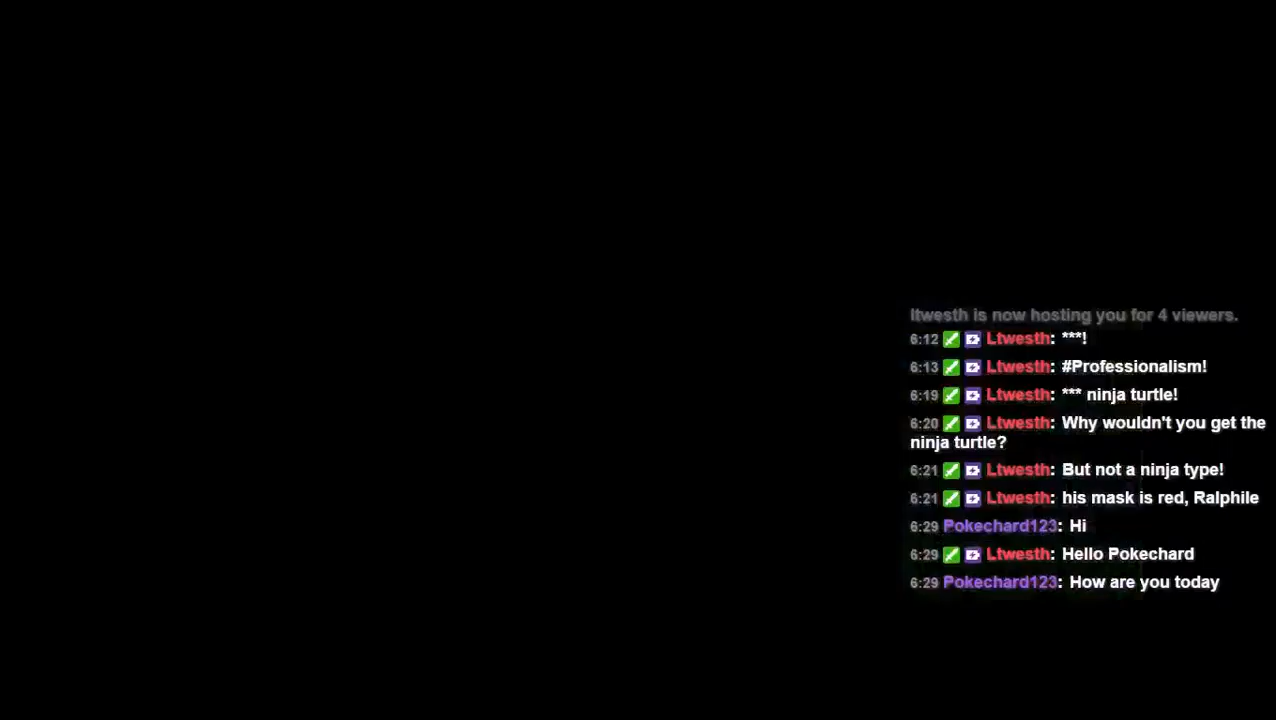 ltwesth is now hosting you for 4 viewers.
6:12 Ltwesth: ***!
6:13 Ltwesth: #Professionalism!
6:19 Ltwesth: *** ninja turtle!
6:20 Ltwesth: Why wouldn't you get the
ninja turtle?
6:21 Ltwesth: But not a ninja type!
6:21 Ltwesth: his mask is red, Ralphile
6:29 Pokechard123: Hi
6:29 Ltwesth: Hello Pokechard
6:29 Pokechard123: How are you today